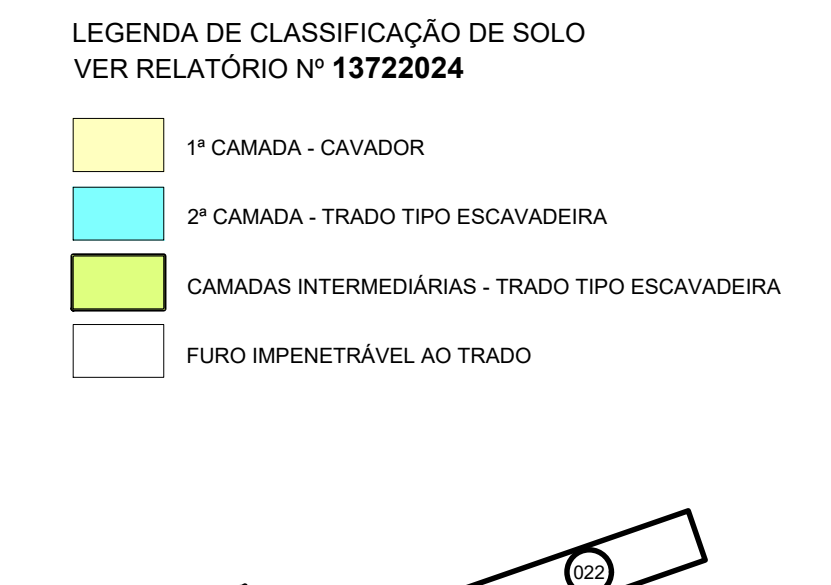 LEGENDA DE CLASSIFICAÇÃO DE SOLO
VER RELATÓRIO Nº 13722024
1ª CAMADA - CAVADOR
2ª CAMADA - TRADO TIPO ESCAVADEIRA
CAMADAS INTERMEDIÁRIAS - TRADO TIPO ESCAVADEIRA
FURO IMPENETRÁVEL AO TRADO
022